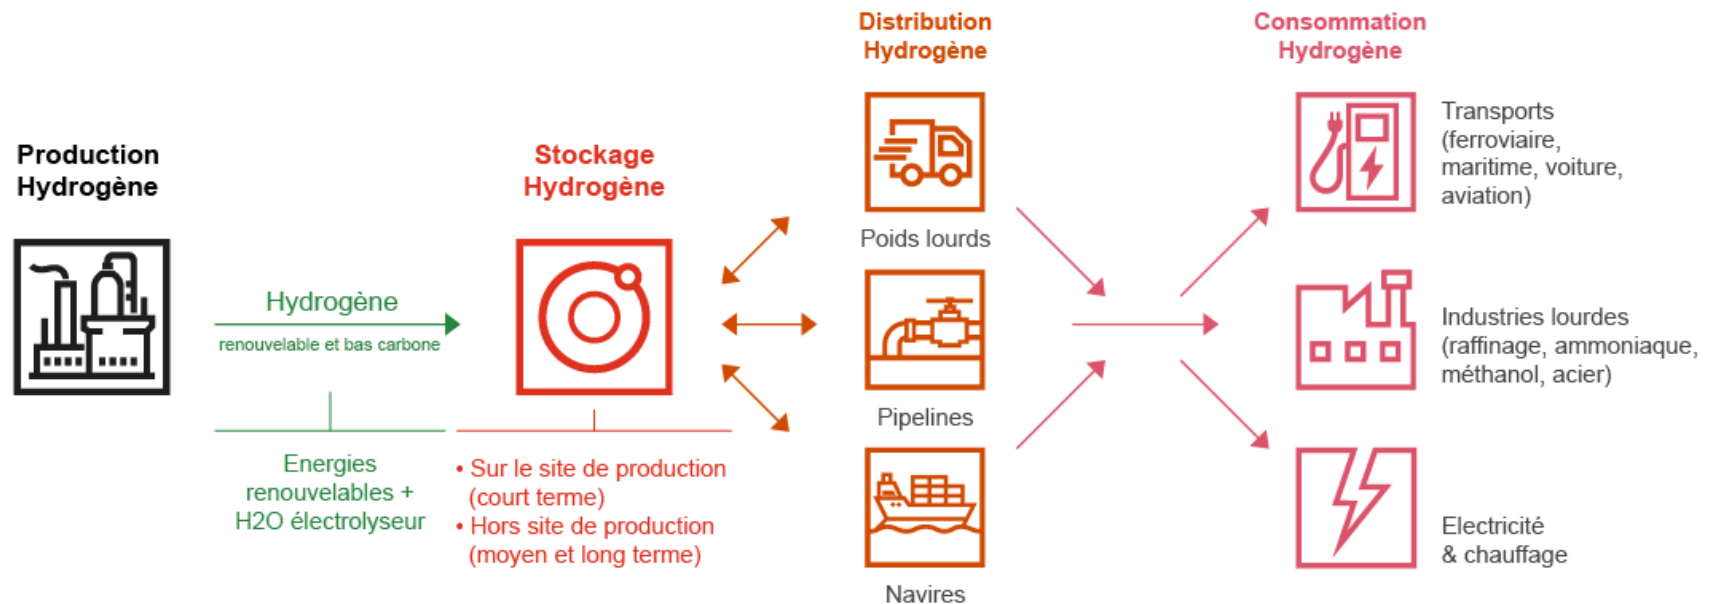 Production
Hydrogène
Hydrogène
renouvelable et bas carbone
Energies
renouvelables +
H2O électrolyseur
Stockage
Hydrogène
• Sur le site de production
(court terme)
• Hors site de production
(moyen et long terme)
Distribution
Hydrogène
Poids lourds
Pipelines
Navires
Consommation
Hydrogène
Transports
(ferroviaire,
maritime, voiture,
aviation)
Industries lourdes
(raffinage, ammoniaque,
méthanol, acier)
Electricité
& chauffage